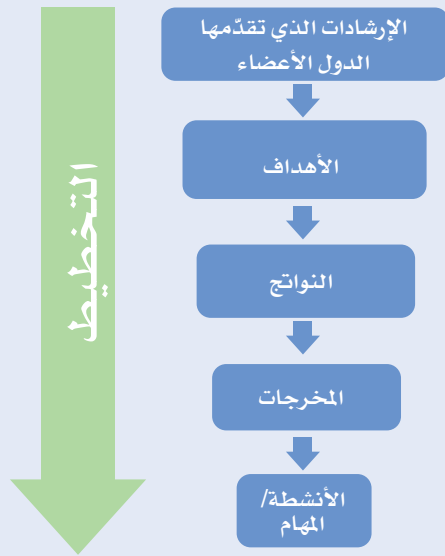 الإرشادات الذي تقدّمها
الدول الأعضاء
الأهداف
النواتج
المخرجات
الأنشطة/
المهام
التخطيط